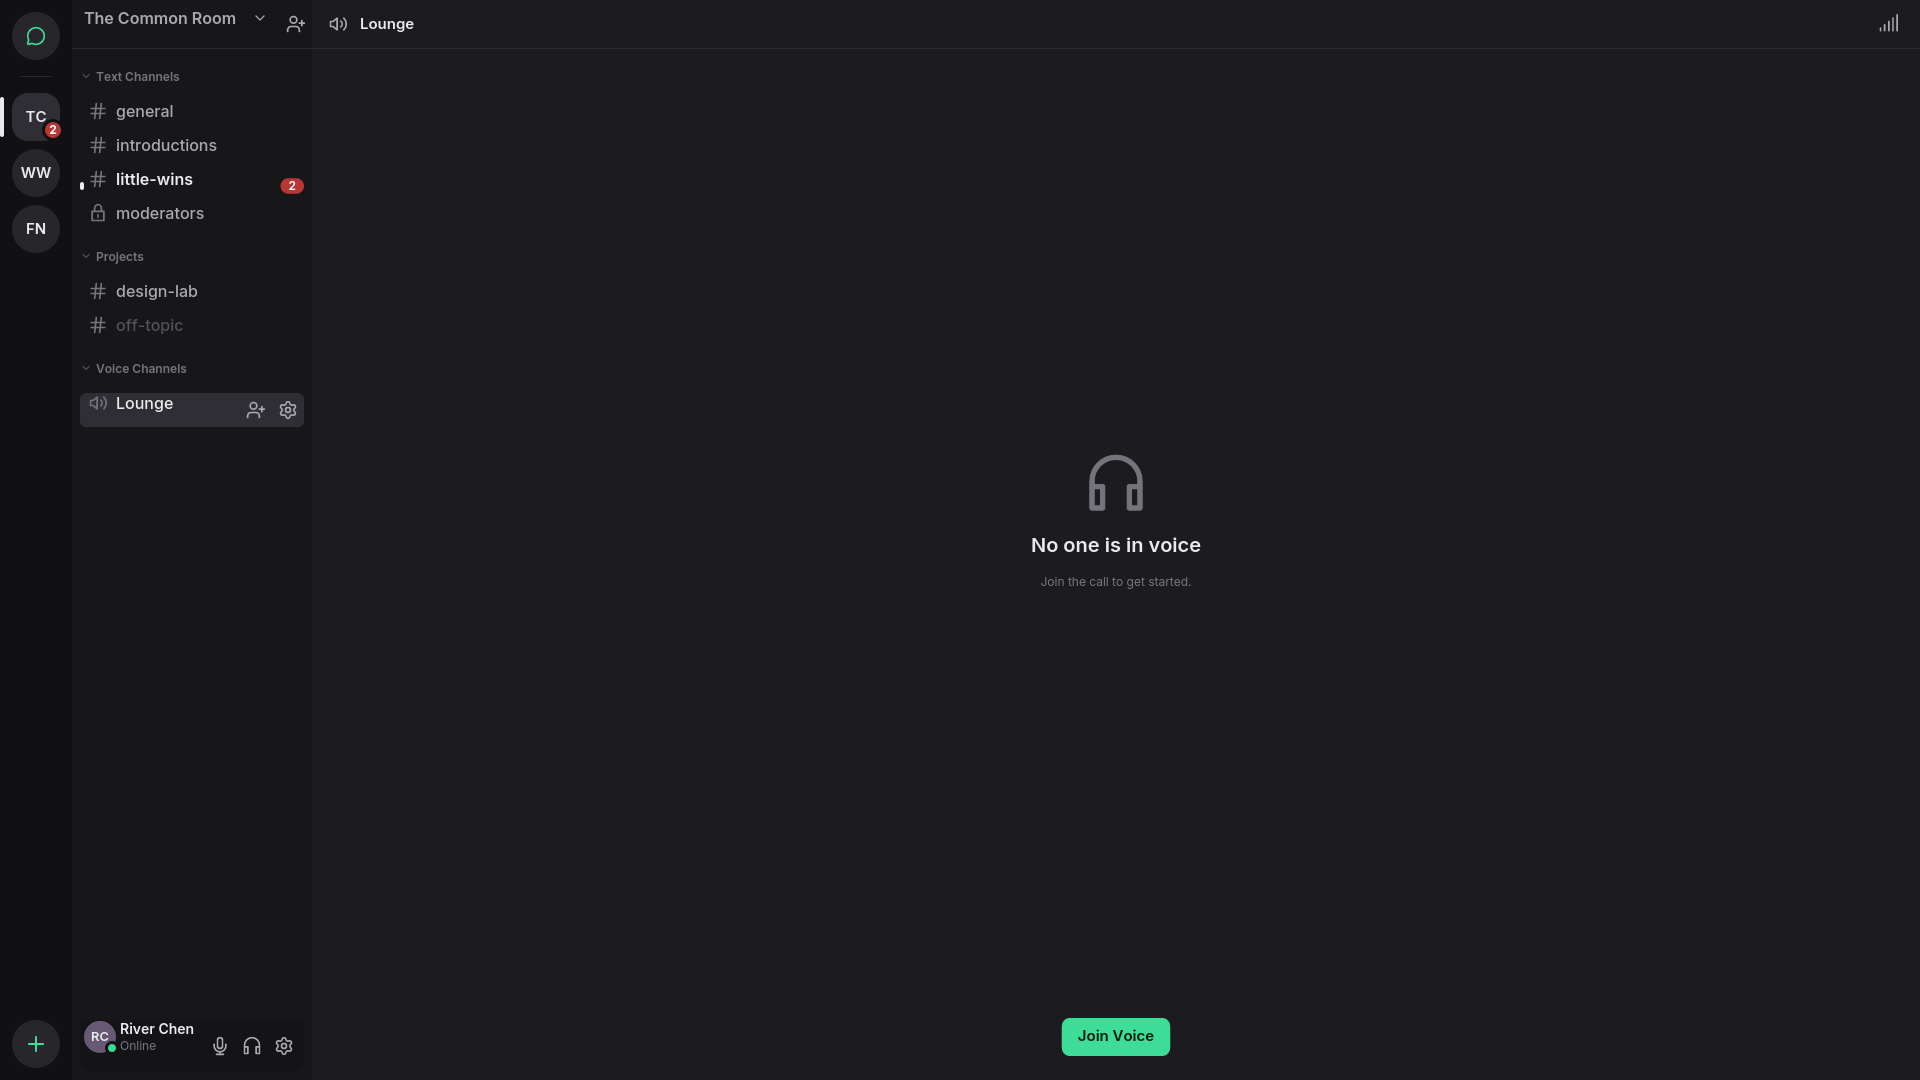 TC
2
WW
FN
The Common Room
Text Channels
general
introductions
little-wins
2
moderators
Projects
design-lab
off-topic
Voice Channels
Lounge
RC
River Chen
Online
Lounge
No one is in voice
Join the call to get started.
Join Voice